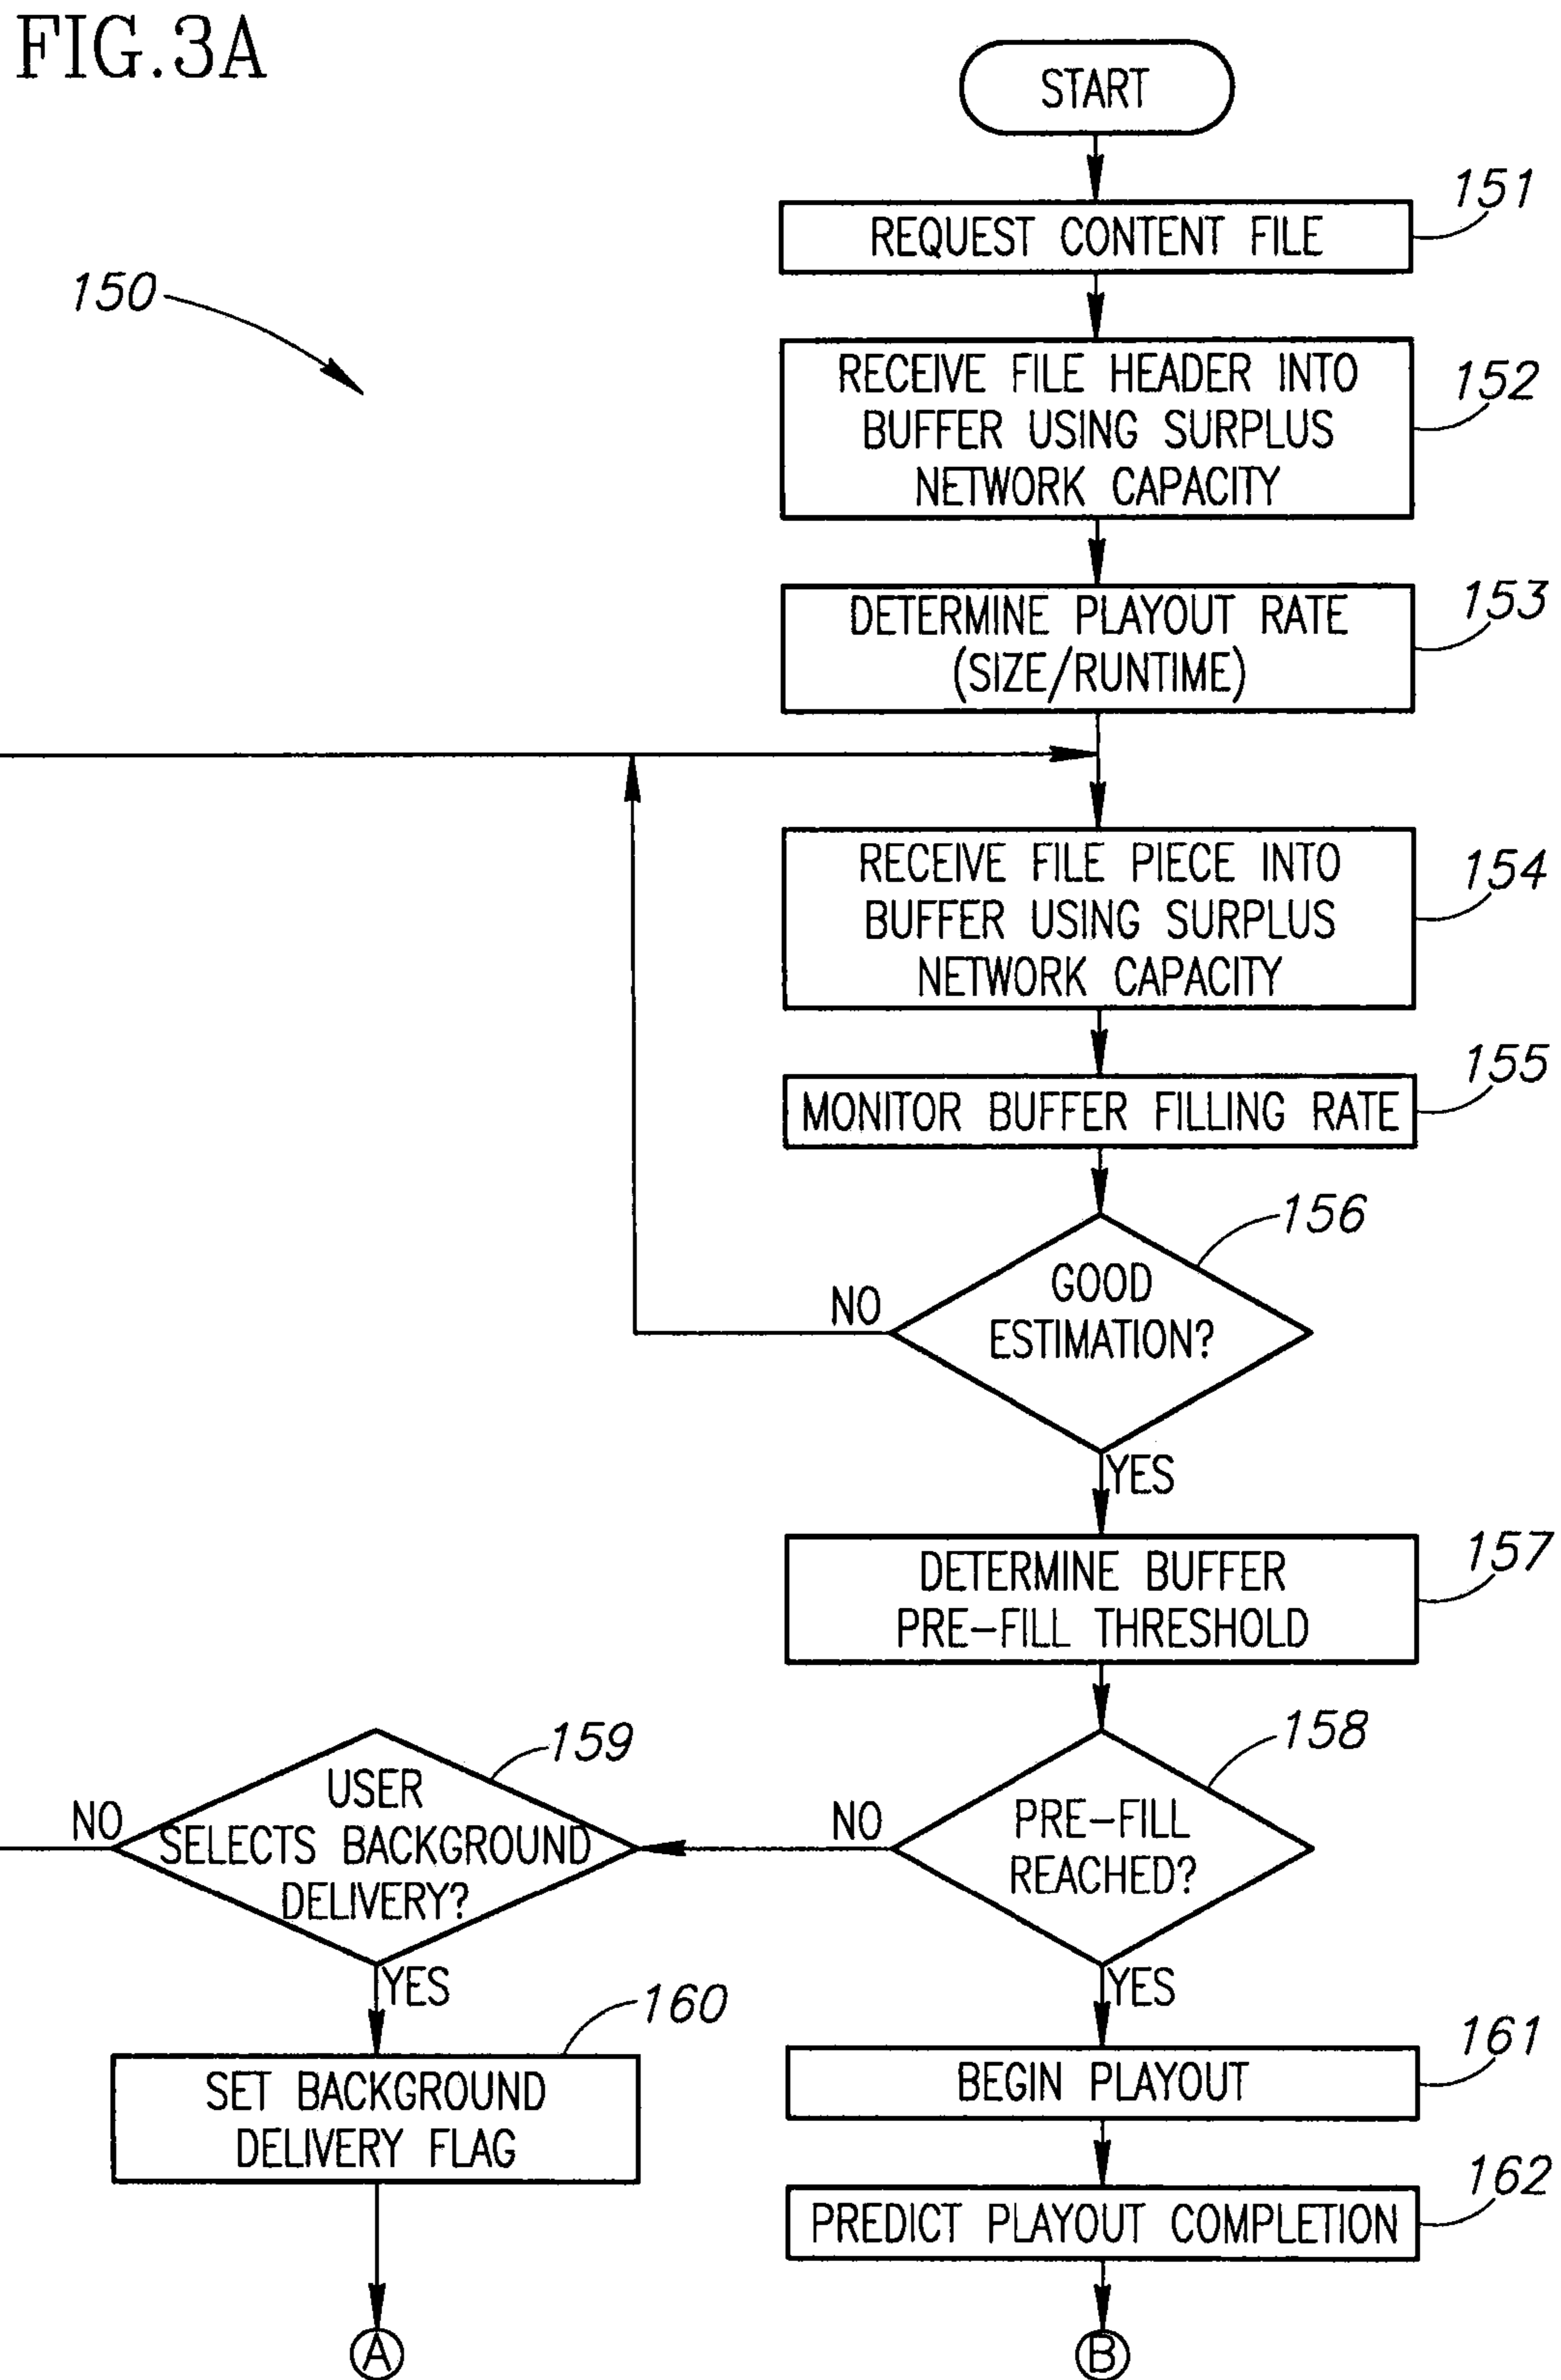 FIG.3A
START
151
REQUEST CONTENT FILE
150
RECEIVE FILE HEADER INTO
BUFFER USING SURPLUS
NETWORK CAPACITY
152
DETERMINE PLAYOUT RATE
(SIZE/RUNTIME)
153
RECEIVE FILE PIECE INTO
BUFFER USING SURPLUS
NETWORK CAPACITY
154
MONITOR BUFFER FILLING RATE
155
156
GOOD
ESTIMATION?
NO
YES
DETERMINE BUFFER
PRE-FILL THRESHOLD
157
158
PRE-FILL
REACHED?
NO
159
USER
SELECTS BACKGROUND
DELIVERY?
NO
YES
YES
160
SET BACKGROUND
DELIVERY FLAG
161
BEGIN PLAYOUT
162
PREDICT PLAYOUT COMPLETION
A
B